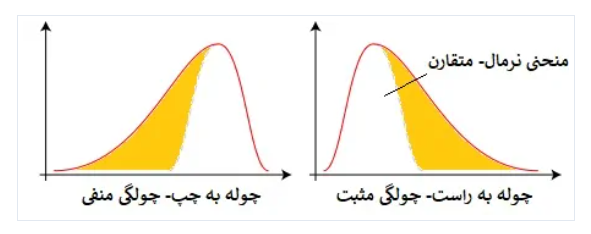 منحنی نرمال- متقارن
چوله به راست- چولگی مثبت
چوله به چپ- چولگی منفی